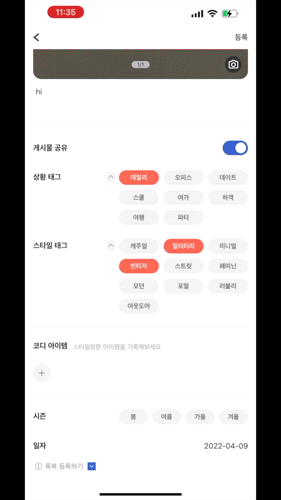 11:35
등록
1/1
hi
게시물 공유
상황 태그
데일리 오피스 데이트
스쿨 여가 하객
여행 파티
스타일 태그
캐주얼 밀리터리 미니멀
빈티지 스트릿 페미닌
모던 포멀 러블리
아웃도어
코디 아이템 스타일링한 아이템을 기록해보세요
시즌 봄 여름 가을 겨울
일자 2022-04-09
룩북 등록하기